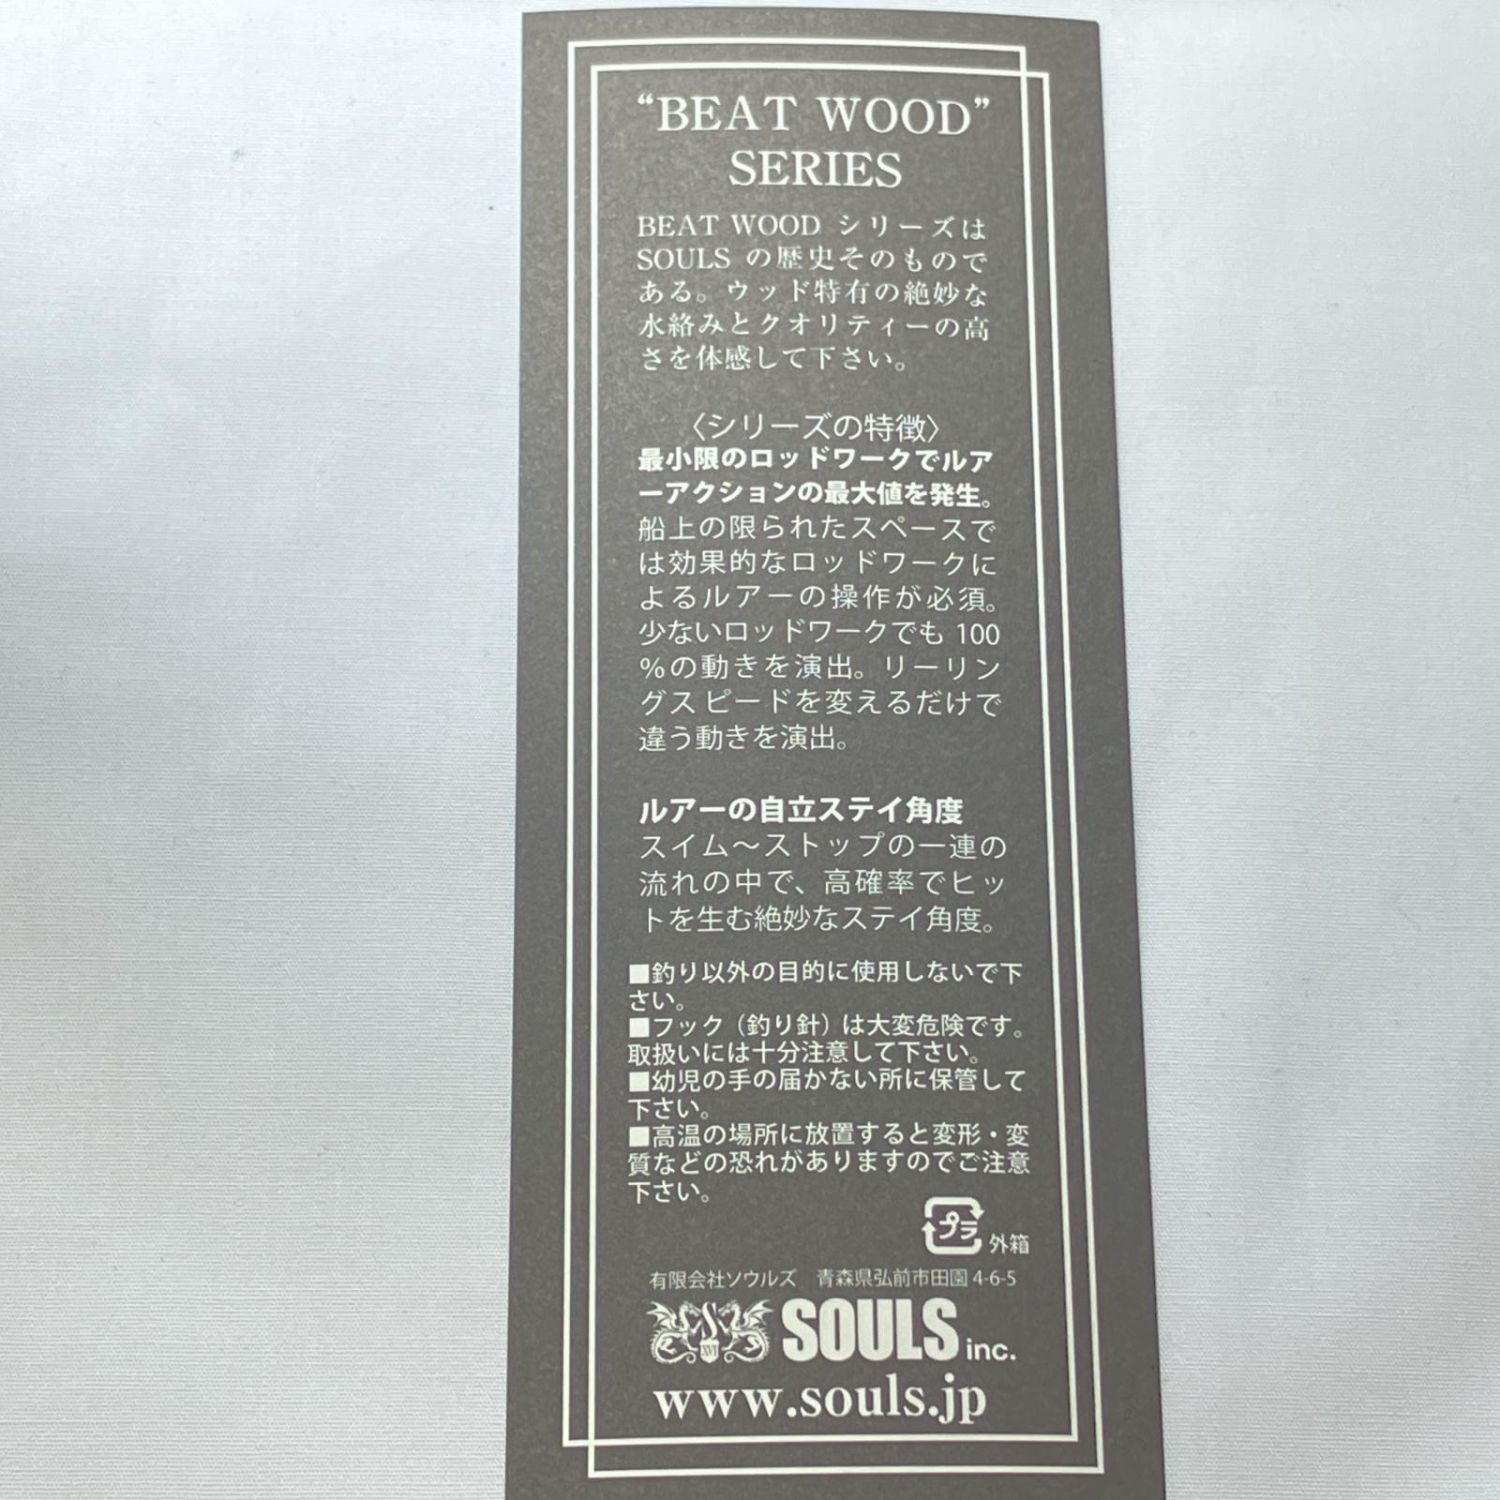 “BEAT WOOD”
SERIES
BEAT WOOD シリーズは
SOULS の歴史そのもので
ある。ウッド特有の絶妙な
水絡みとクオリティーの高
さを体感して下さい。
〈シリーズの特徴〉
最小限のロッドワークでルア
ーアクションの最大値を発生。
船上の限られたスペースで
は効果的なロッドワークに
よるルアーの操作が必須。
少ないロッドワークでも 100
%の動きを演出。リーリン
グスピードを変えるだけで
違う動きを演出。
ルアーの自立ステイ角度
スイム〜ストップの一連の
流れの中で、高確率でヒッ
トを生む絶妙なステイ角度。
■釣り以外の目的に使用しないで下
さい。
■フック（釣り針）は大変危険です。
取扱いには十分注意して下さい。
■幼児の手の届かない所に保管して
下さい。
■高温の場所に放置すると変形・変
質などの恐れがありますのでご注意
下さい。
プラ 外箱
有限会社ソウルズ 青森県弘前市田園 4-6-5
XVI SOULS inc.
www.souls.jp